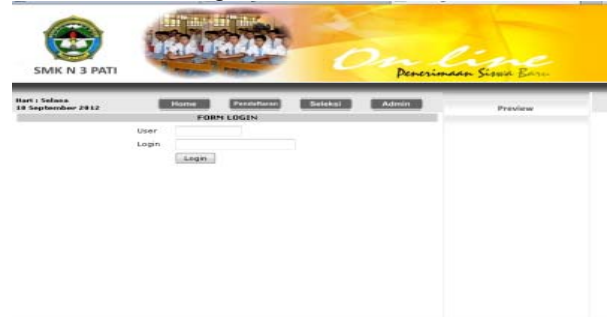 SMK N 3 PATI
On line
Penerimaan Siswa Baru
Hari : Selasa
18 September 2012
Home
Pendaftaran
Seleksi
Admin
Preview
FORM LOGIN
User
Login
Login